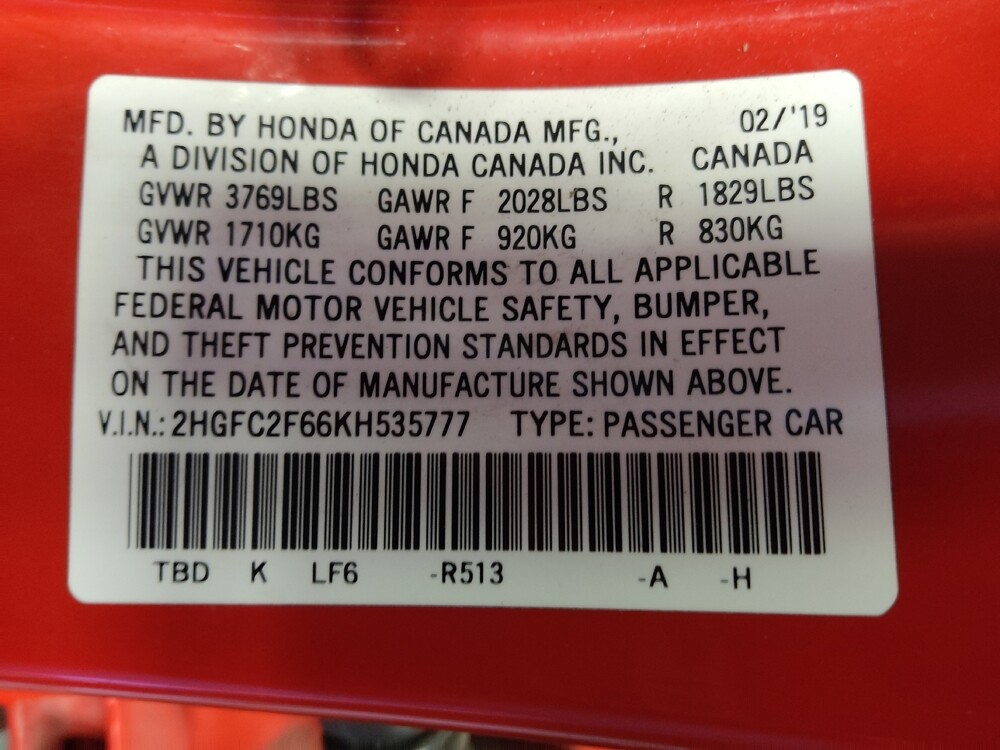 MFD. BY HONDA OF CANADA MFG., 02/'19
A DIVISION OF HONDA CANADA INC. CANADA
GVWR 3769LBS GAWR F 2028LBS R 1829LBS
GVWR 1710KG GAWR F 920KG R 830KG
THIS VEHICLE CONFORMS TO ALL APPLICABLE
FEDERAL MOTOR VEHICLE SAFETY, BUMPER,
AND THEFT PREVENTION STANDARDS IN EFFECT
ON THE DATE OF MANUFACTURE SHOWN ABOVE.
V.I.N.: 2HGFC2F66KH535777 TYPE: PASSENGER CAR
TBD K LF6 -R513 -A -H